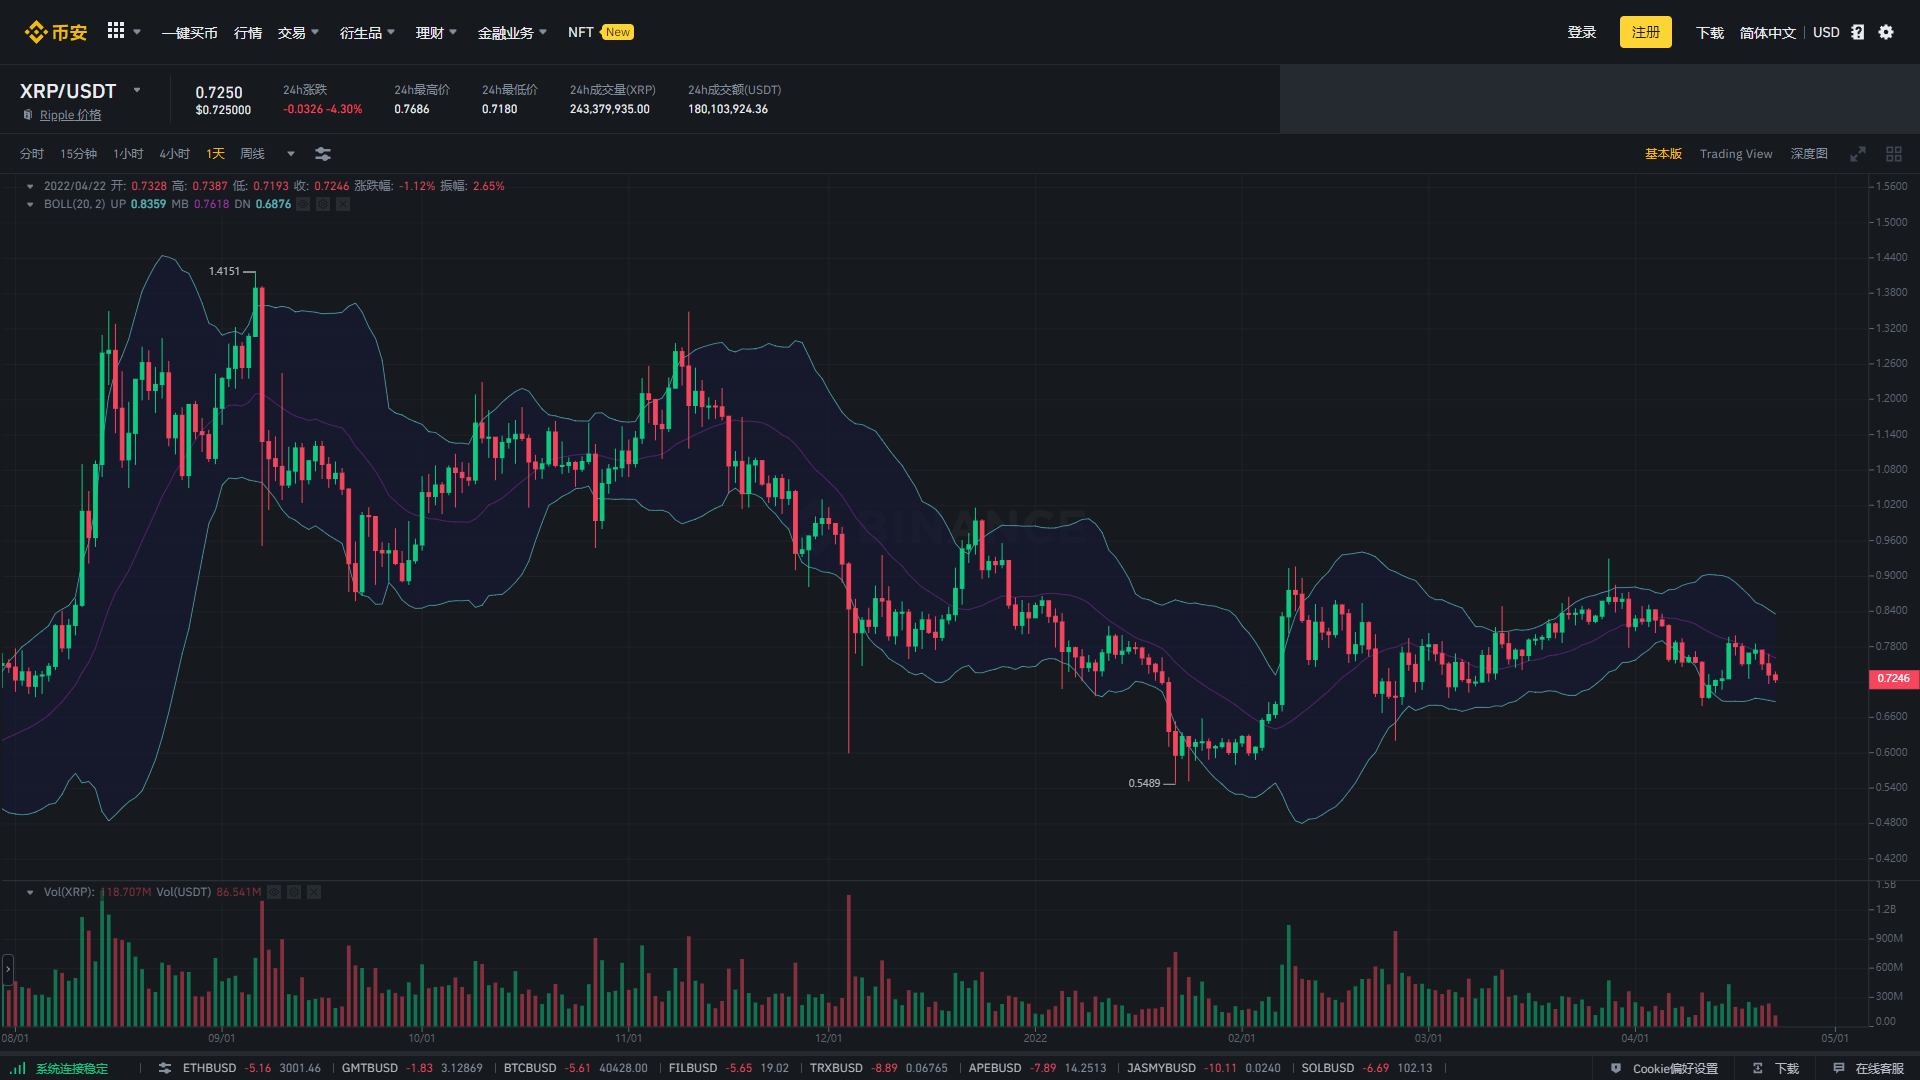 币安 一键买币 行情 交易 衍生品 理财 金融业务 NFT New 登录 注册 下载 简体中文 USD
XRP/USDT
Ripple 价格
0.7250
$0.725000
24h涨跌
-0.0326 -4.30%
24h最高价
0.7686
24h最低价
0.7180
24h成交量(XRP)
243,379,935.00
24h成交额(USDT)
180,103,924.36
分时 15分钟 1小时 4小时 1天 周线 基本版 Trading View 深度图
2022/04/22 开: 0.7328 高: 0.7387 低: 0.7193 收: 0.7246 涨跌幅: -1.12% 振幅: 2.65%
BOLL(20, 2) UP 0.8359 MB 0.7618 DN 0.6876
1.4151
0.5489
BINANCE
1.5600
1.5000
1.4400
1.3800
1.3200
1.2600
1.2000
1.1400
1.0800
1.0200
0.9600
0.9000
0.8400
0.7800
0.7246
0.6600
0.6000
0.5400
0.4800
0.4200
Vol(XRP): 118.707M Vol(USDT) 86.541M
1.5B
1.2B
900M
600M
300M
0.00
08/01 09/01 10/01 11/01 12/01 2022 02/01 03/01 04/01 05/01
系统连接稳定 ETHBUSD -5.16 3001.46 GMTBUSD -1.83 3.12869 BTCBUSD -5.61 40428.00 FILBUSD -5.65 19.02 TRXBUSD -8.89 0.06765 APEBUSD -7.89 14.2513 JASMYBUSD -10.11 0.0240 SOLBUSD -6.69 102.13 Cookie偏好设置 下载 在线客服